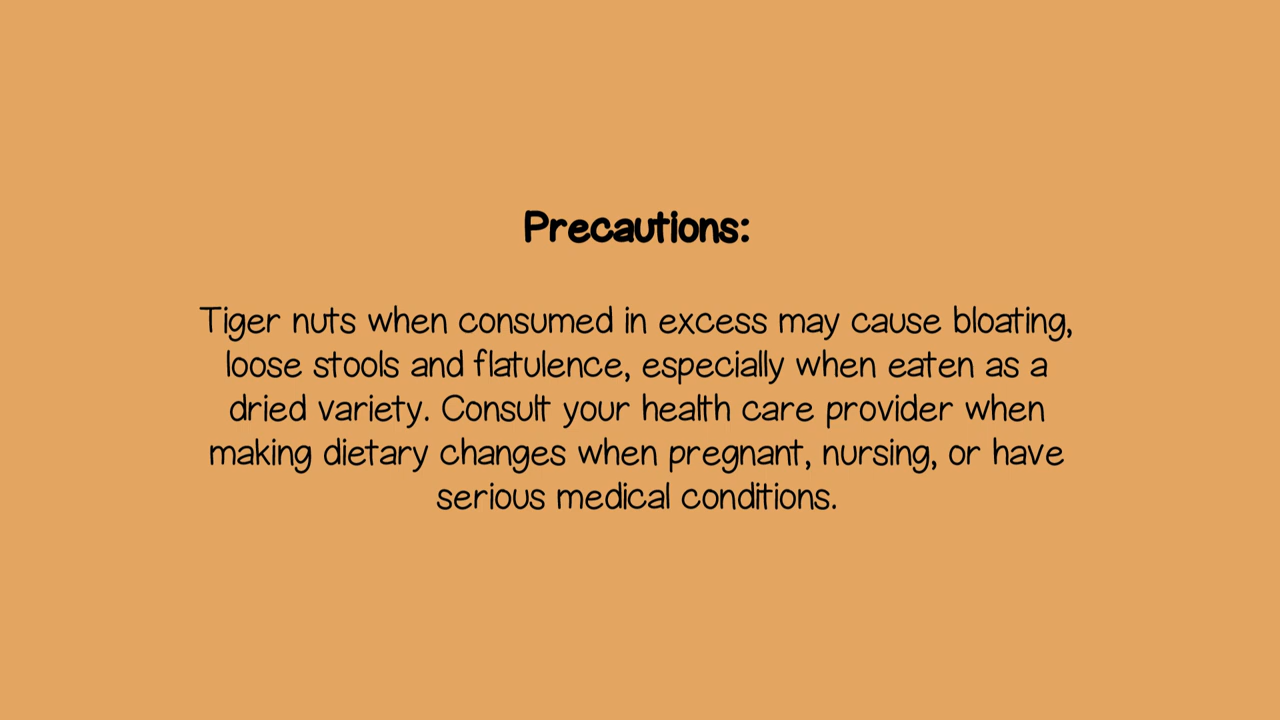 Precautions:
Tiger nuts when consumed in excess may cause bloating,
loose stools and flatulence, especially when eaten as a
dried variety. Consult your health care provider when
making dietary changes when pregnant, nursing, or have
serious medical conditions.